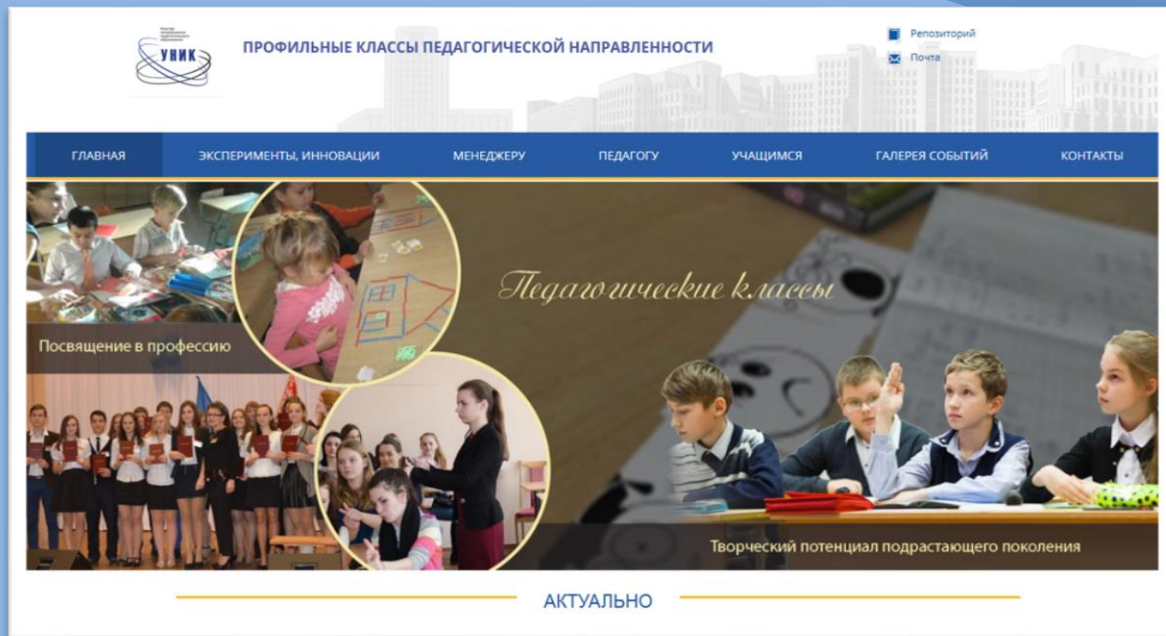 УНИК
ПРОФИЛЬНЫЕ КЛАССЫ ПЕДАГОГИЧЕСКОЙ НАПРАВЛЕННОСТИ
Репозиторий
Почта
ГЛАВНАЯ
ЭКСПЕРИМЕНТЫ, ИННОВАЦИИ
МЕНЕДЖЕРУ
ПЕДАГОГУ
УЧАЩИМСЯ
ГАЛЕРЕЯ СОБЫТИЙ
КОНТАКТЫ
Педагогические классы
Посвящение в профессию
Творческий потенциал подрастающего поколения
АКТУАЛЬНО